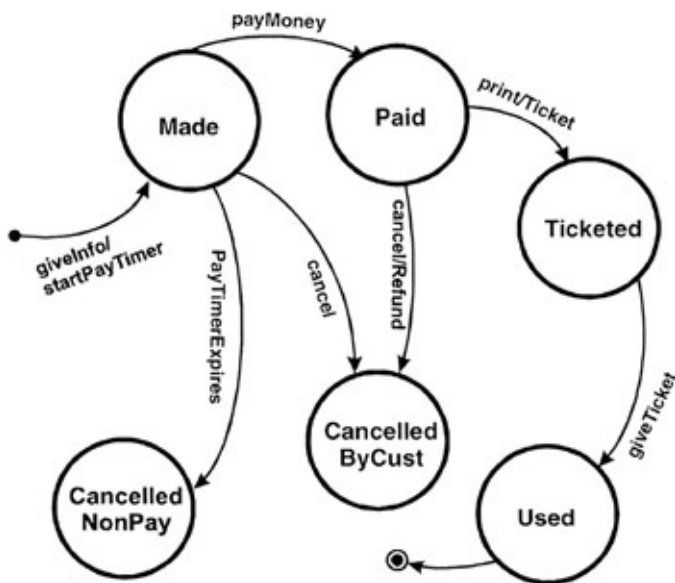 payMoney
Made
Paid
print/Ticket
giveInfo/
startPayTimer
PayTimerExpires
cancel
cancel/Refund
Ticketed
Cancelled
ByCust
giveTicket
Cancelled
NonPay
Used